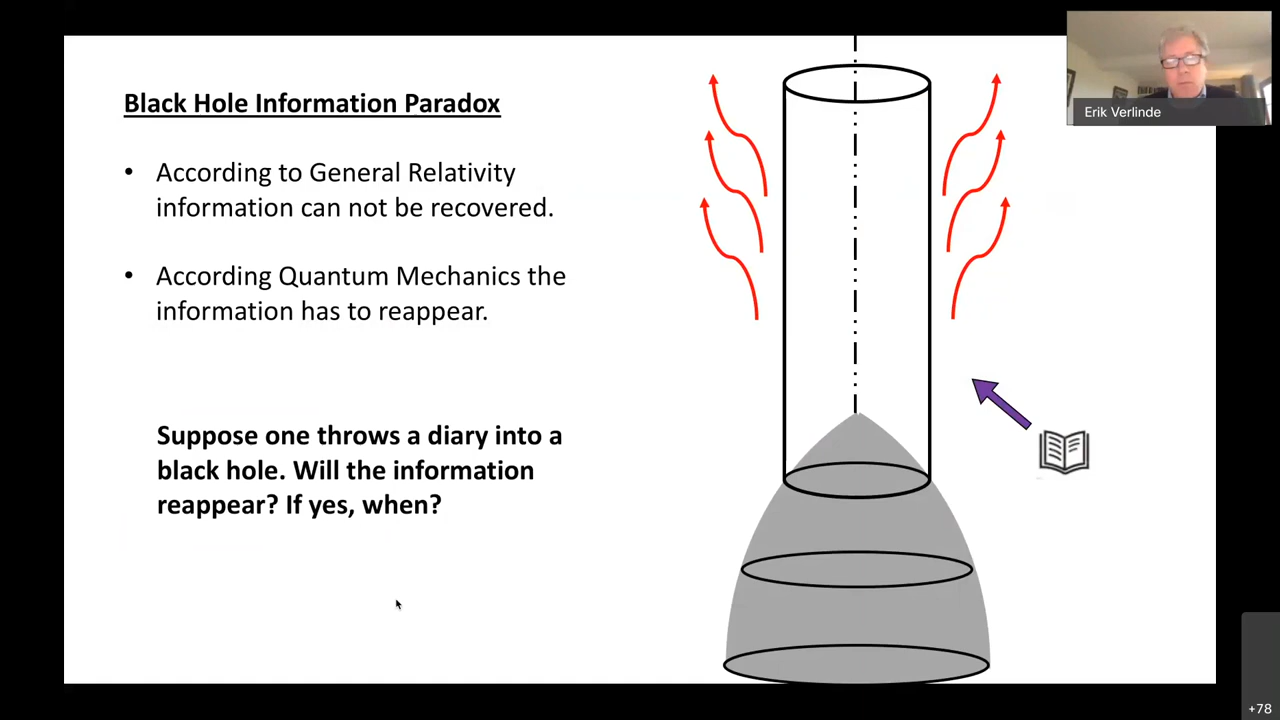 Black Hole Information Paradox
• According to General Relativity
information can not be recovered.
• According Quantum Mechanics the
information has to reappear.
Suppose one throws a diary into a
black hole. Will the information
reappear? If yes, when?
Erik Verlinde
+78